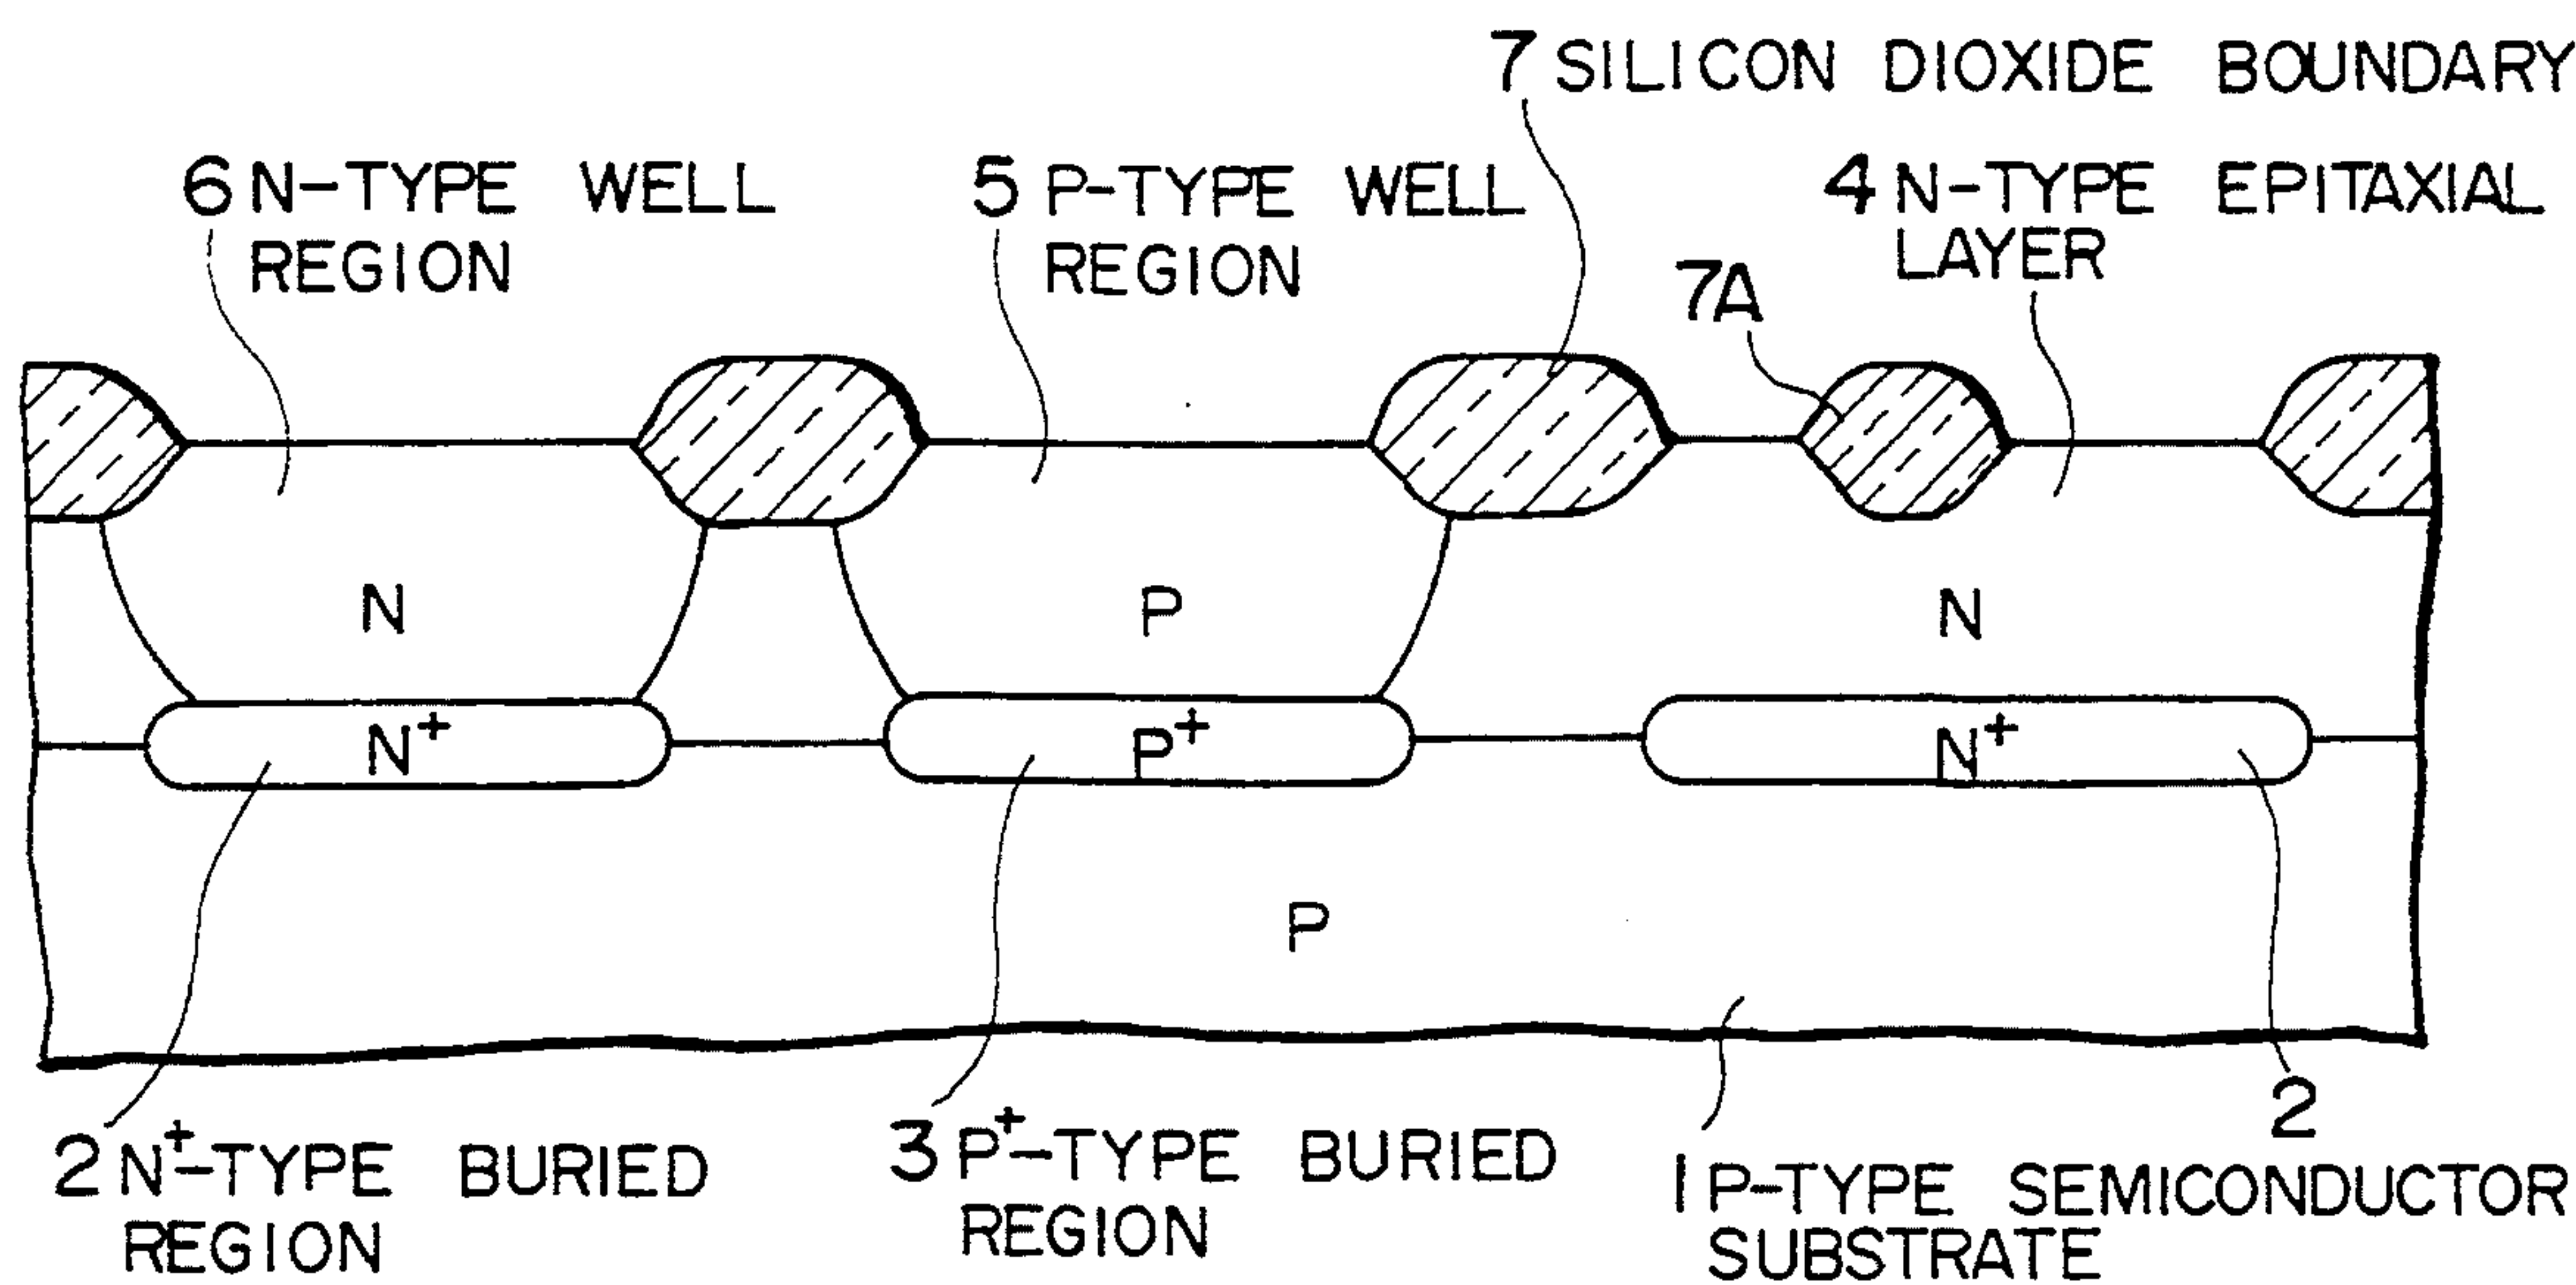 7 SILICON DIOXIDE BOUNDARY
6 N-TYPE WELL
REGION
5 P-TYPE WELL
REGION
4 N-TYPE EPITAXIAL
LAYER
7A
N
P
N
N+
P+
N+
P
2 N+-TYPE BURIED
REGION
3 P+-TYPE BURIED
REGION
2
1 P-TYPE SEMICONDUCTOR
SUBSTRATE